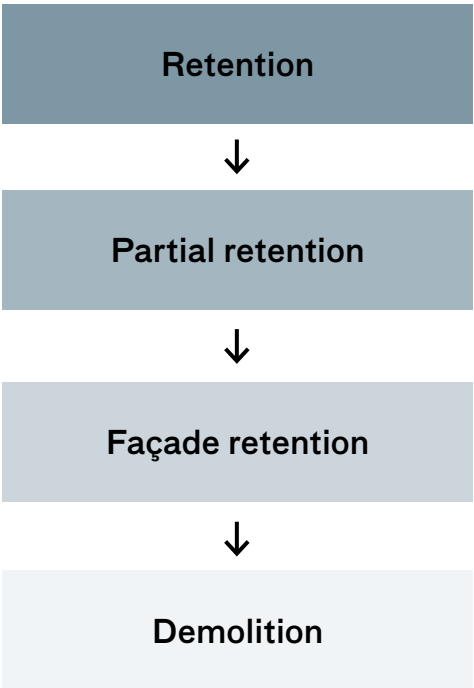 Retention
↓
Partial retention
↓
Façade retention
↓
Demolition